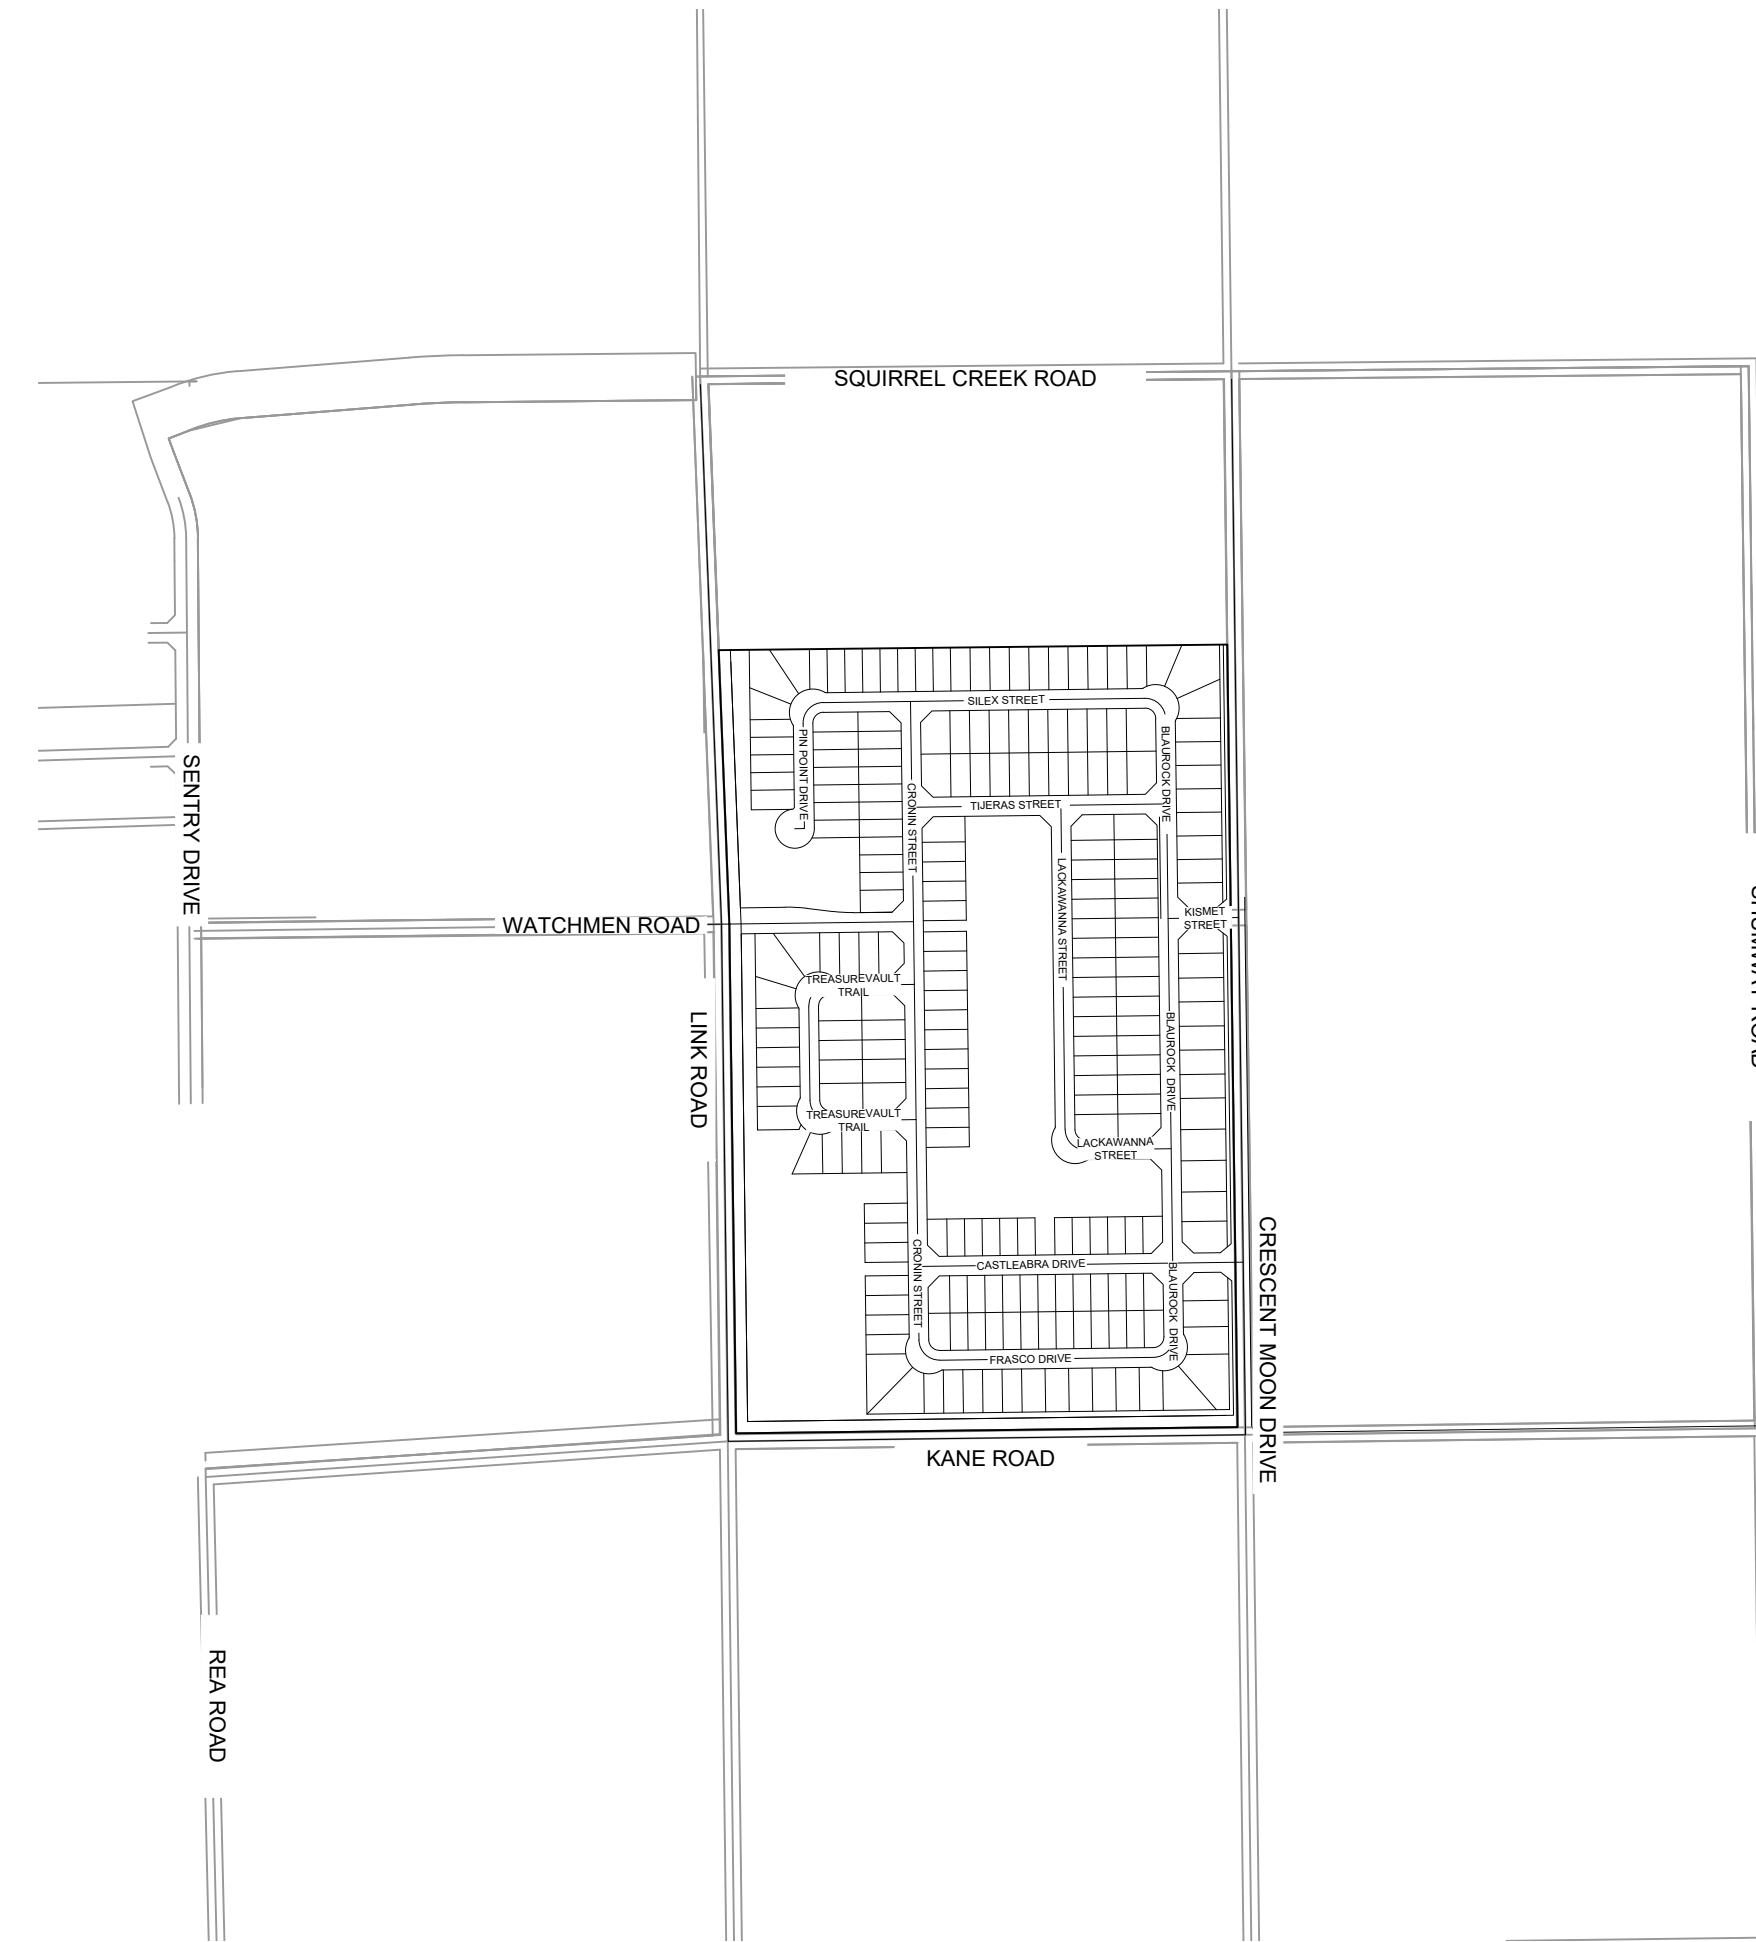 SQUIRREL CREEK ROAD
SILEX STREET
PIN POINT DRIVE
BLAUROCK DRIVE
CRONIN STREET
TIJERAS STREET
SENTRY DRIVE
LACKAWANNA STREET
KISMET
STREET
WATCHMEN ROAD
TREASUREVAULT
TRAIL
LINK ROAD
BLAUROCK DRIVE
TREASUREVAULT
TRAIL
LACKAWANNA
STREET
CRESCENT MOON DRIVE
CRONIN STREET
CASTLEABRA DRIVE
BLAUROCK DRIVE
FRASCO DRIVE
KANE ROAD
REA ROAD